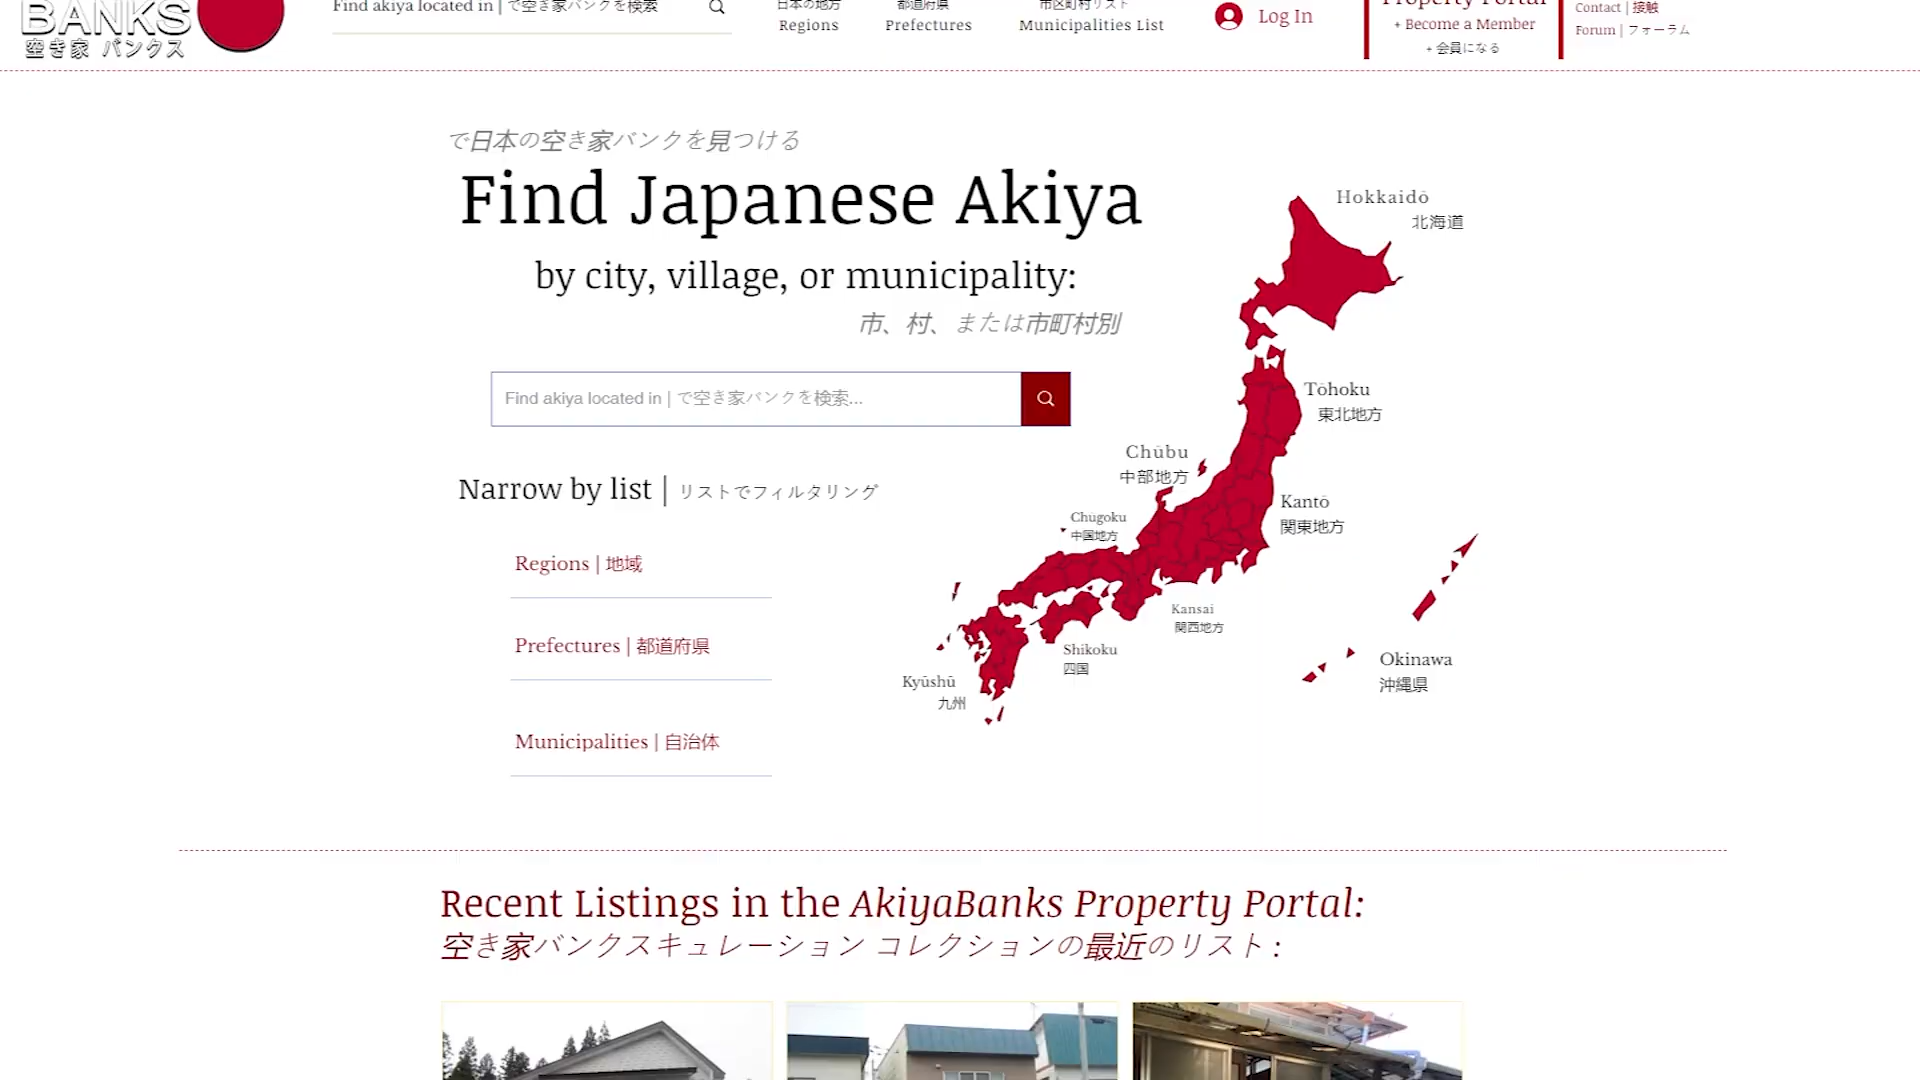 BANKS
空き家 バンクス
Find akiya located in | で空き家バンクを検索
日本の地方
Regions
都道府県
Prefectures
市区町村リスト
Municipalities List
Log In
Property Portal
+ Become a Member
+ 会員になる
Contact | 接触
Forum | フォーラム
で日本の空き家バンクを見つける
Find Japanese Akiya
by city, village, or municipality:
市、村、または市町村別
Find akiya located in | で空き家バンクを検索...
Narrow by list | リストでフィルタリング
Regions | 地域
Prefectures | 都道府県
Municipalities | 自治体
Hokkaidō
北海道
Tōhoku
東北地方
Chūbu
中部地方
Kantō
関東地方
Chūgoku
中国地方
Kansai
関西地方
Shikoku
四国
Kyūshū
九州
Okinawa
沖縄県
Recent Listings in the AkiyaBanks Property Portal:
空き家バンクスキュレーション コレクションの最近のリスト :